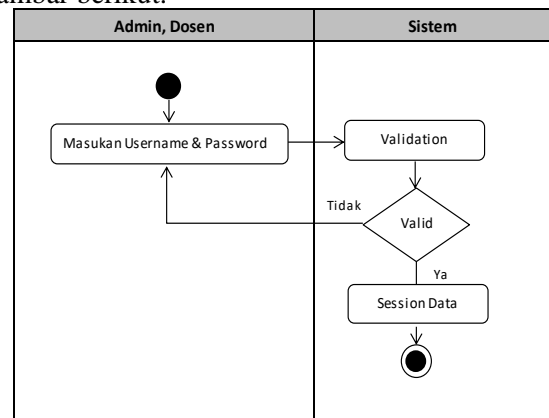 ambar berikut.
Admin, Dosen
Sistem
Masukan Username & Password
Validation
Tidak
Valid
Ya
Session Data